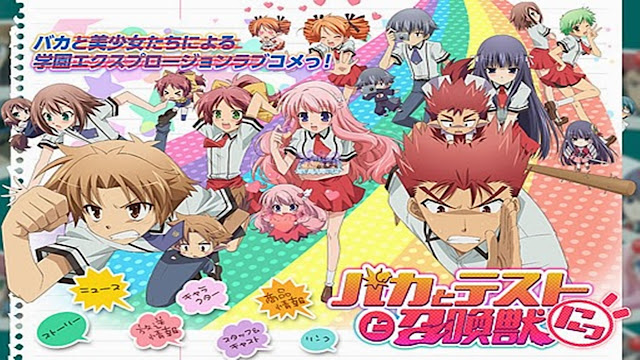 バカと美少女たちによる
学園エクスプロージョンラブコメっ!
ニュース
キャラクター
商品情報
ストーリー
放送情報
スタッフ&キャスト
リンク
バカとテストと召喚獣
にっ